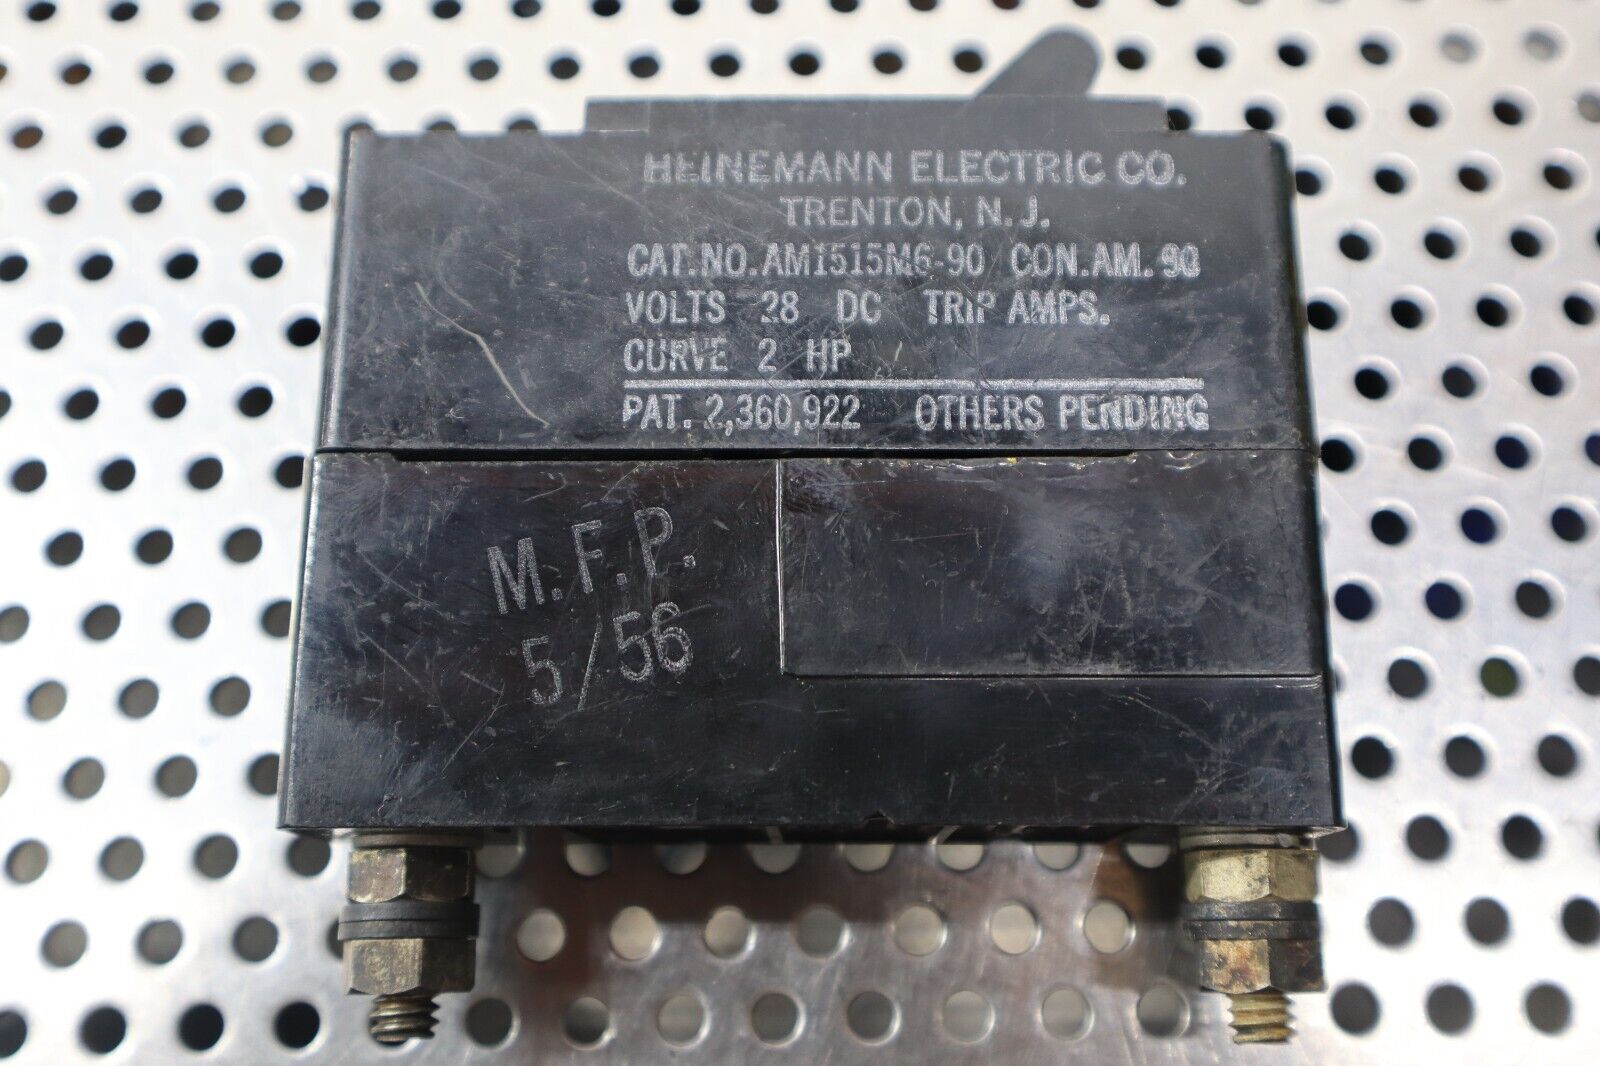 HEINEMANN ELECTRIC CO.
TRENTON, N.J.
CAT.NO.AM1515M6-90 CON.AM.90
VOLTS 28 DC TRIP AMPS.
CURVE 2 HP
PAT. 2,360,922 OTHERS PENDING
M.F.P.
5/56